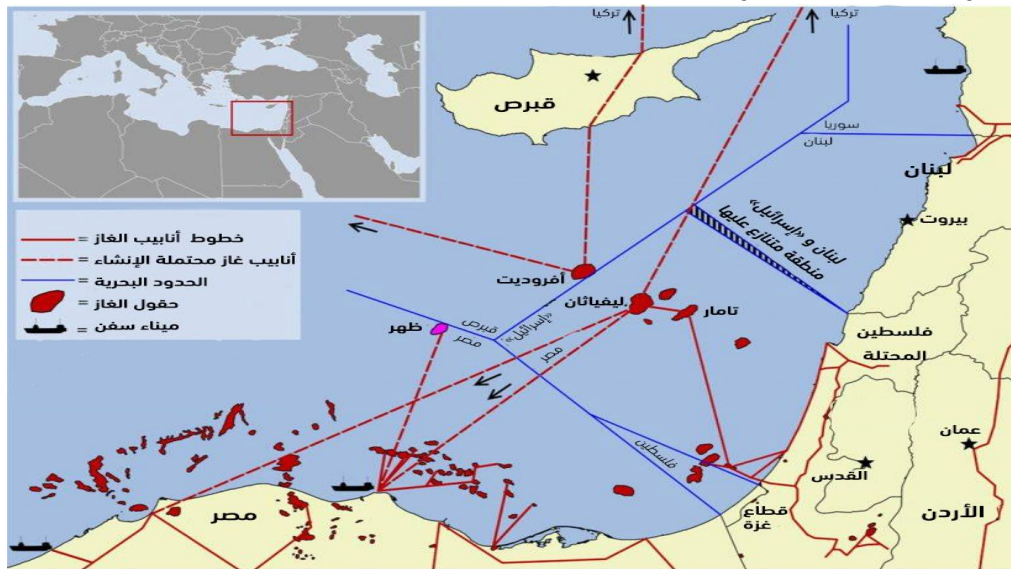 تركيا
تركيا
قبرص
سوريا
لبنان
لبنان
بيروت
لبنان و «إسرائيل»
منطقة متنازع عليها
خطوط أنابيب الغاز =
أنابيب غاز محتملة الإنشاء =
الحدود البحرية =
حقول الغاز =
ميناء سفن =
أفروديت
ليفياثان
تامار
ظهر
قبرص
مصر
«إسرائيل»
مصر
فلسطين
المحتلة
فلسطين
عمان
القدس
قطاع
غزة
الأردن
مصر